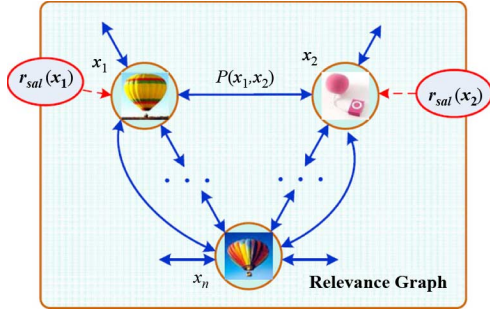 x1
x2
rsal(x1)
P(x1,x2)
rsal(x2)
. . .
. . .
xn
Relevance Graph